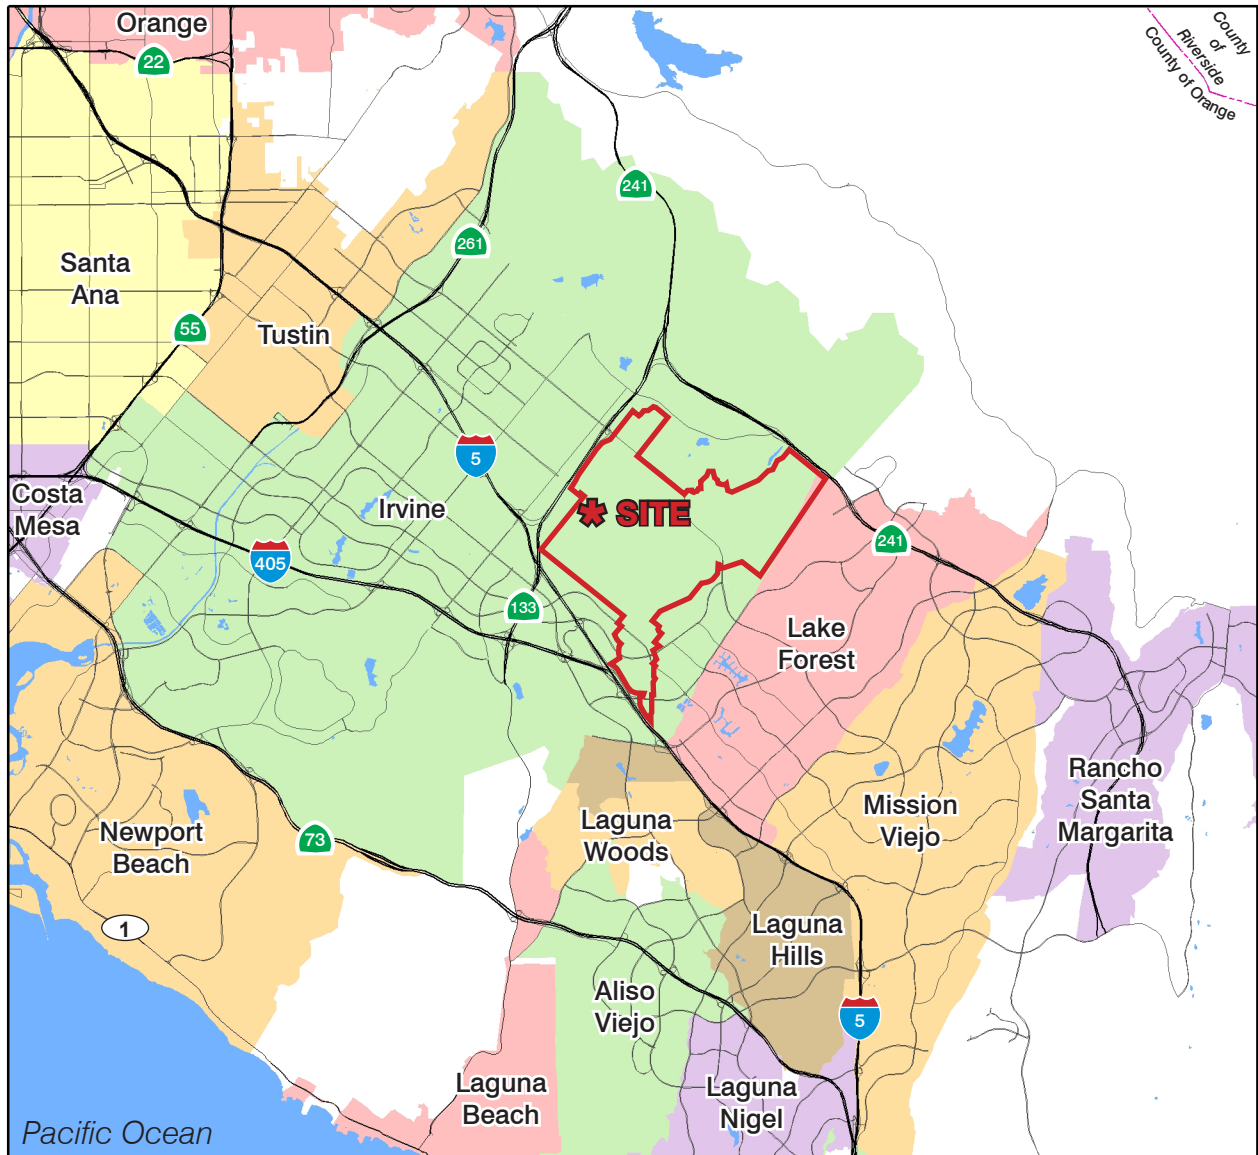 Orange
22
County
of
Riverside
County of Orange
241
261
Santa
Ana
55
Tustin
5
Irvine
* SITE
Costa
Mesa
405
241
133
Lake
Forest
Rancho
Santa
Margarita
Mission
Viejo
Newport
Beach
73
Laguna
Woods
1
Laguna
Hills
Aliso
Viejo
5
Laguna
Beach
Laguna
Nigel
Pacific Ocean